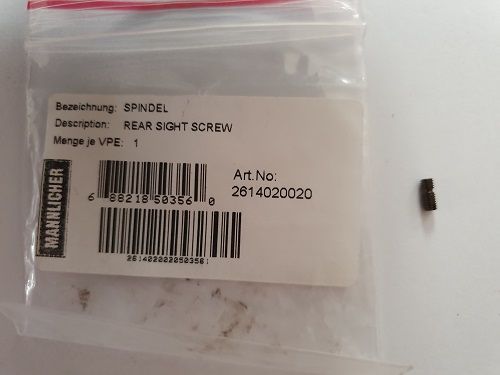 Bezeichnung: SPINDEL
Description: REAR SIGHT SCREW
Menge je VPE: 1
MANNLICHER
Art.No:
2614020020
6 88218 50356 0
2614020020503561